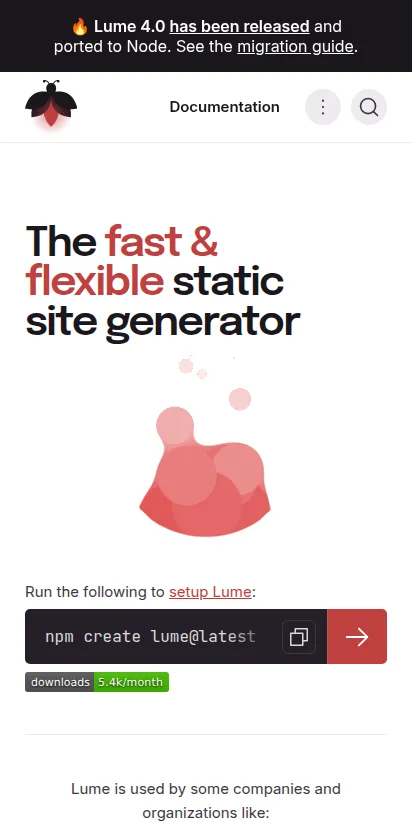 🔥 Lume 4.0 has been released and
ported to Node. See the migration guide.
Documentation
The fast &
flexible static
site generator
Run the following to setup Lume:
npm create lume@latest
downloads 5.4k/month
Lume is used by some companies and
organizations like: